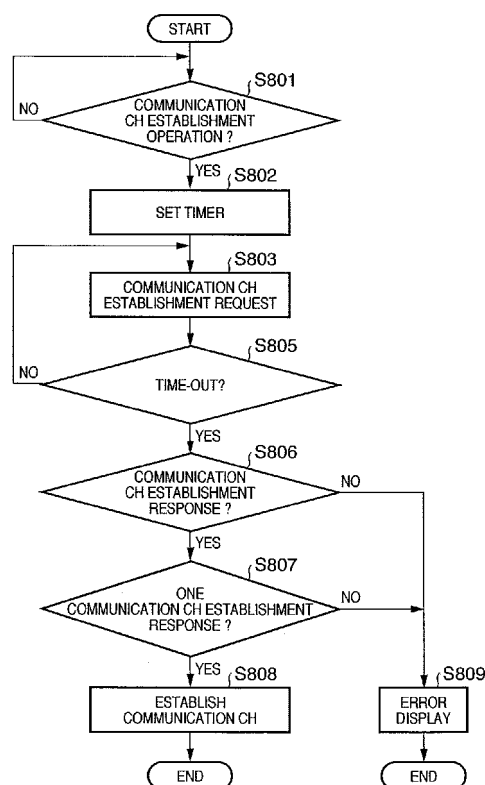 START
S801
COMMUNICATION
CH ESTABLISHMENT
OPERATION ?
NO
YES
S802
SET TIMER
S803
COMMUNICATION CH
ESTABLISHMENT REQUEST
S805
TIME-OUT?
NO
YES
S806
COMMUNICATION
CH ESTABLISHMENT
RESPONSE ?
NO
YES
S807
ONE
COMMUNICATION CH ESTABLISHMENT
RESPONSE ?
NO
YES
S808
ESTABLISH
COMMUNICATION CH
S809
ERROR
DISPLAY
END
END